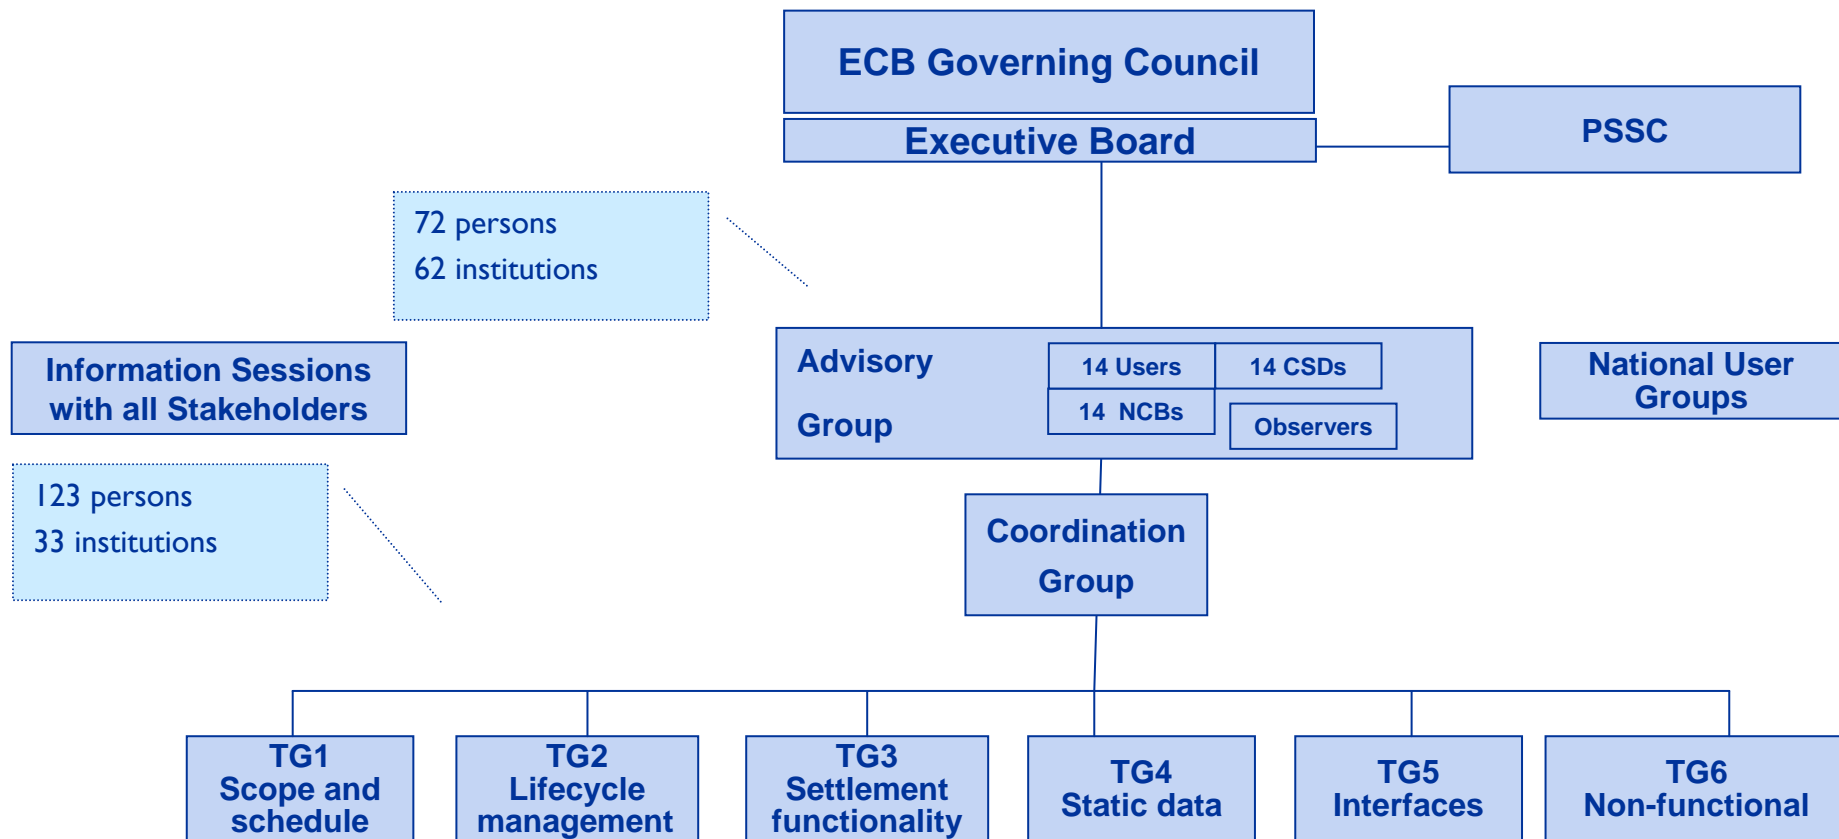 ECB Governing Council
Executive Board
PSSC
72 persons
62 institutions
Information Sessions
with all Stakeholders
Advisory
Group
14 Users
14 CSDs
14 NCBs
Observers
National User
Groups
123 persons
33 institutions
Coordination
Group
TG1
Scope and
schedule
TG2
Lifecycle
management
TG3
Settlement
functionality
TG4
Static data
TG5
Interfaces
TG6
Non-functional